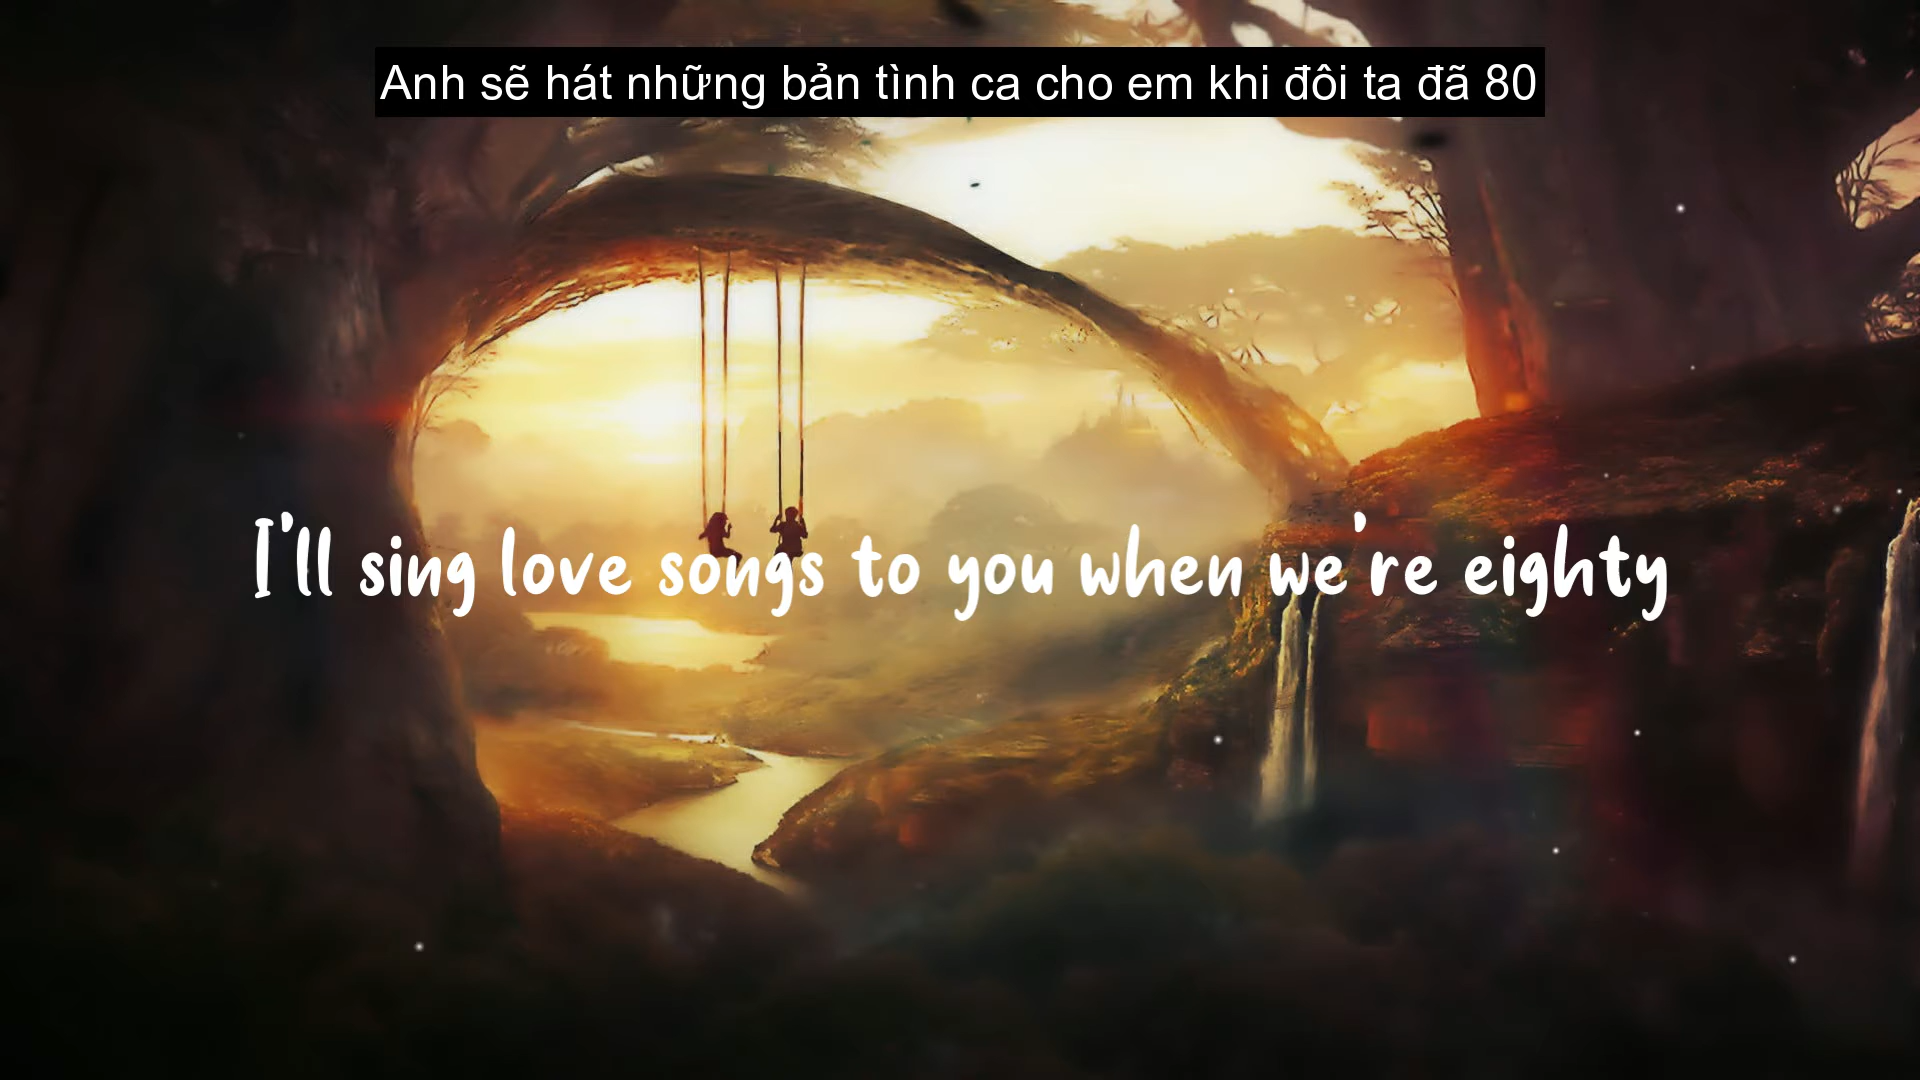 Anh sẽ hát những bản tình ca cho em khi đôi ta đã 80
I'll sing love songs to you when we're eighty